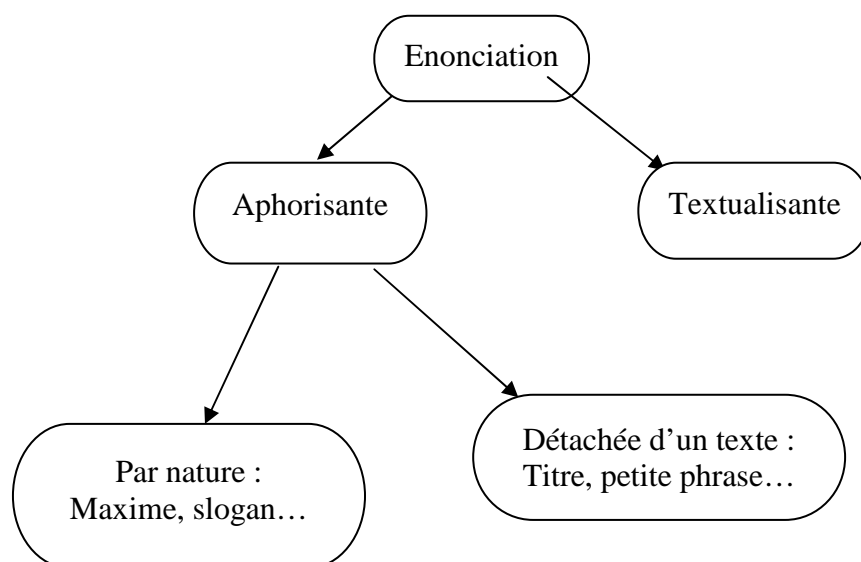 Enonciation
Aphorisante
Textualisante
Par nature :
Maxime, slogan…
Détachée d’un texte :
Titre, petite phrase…